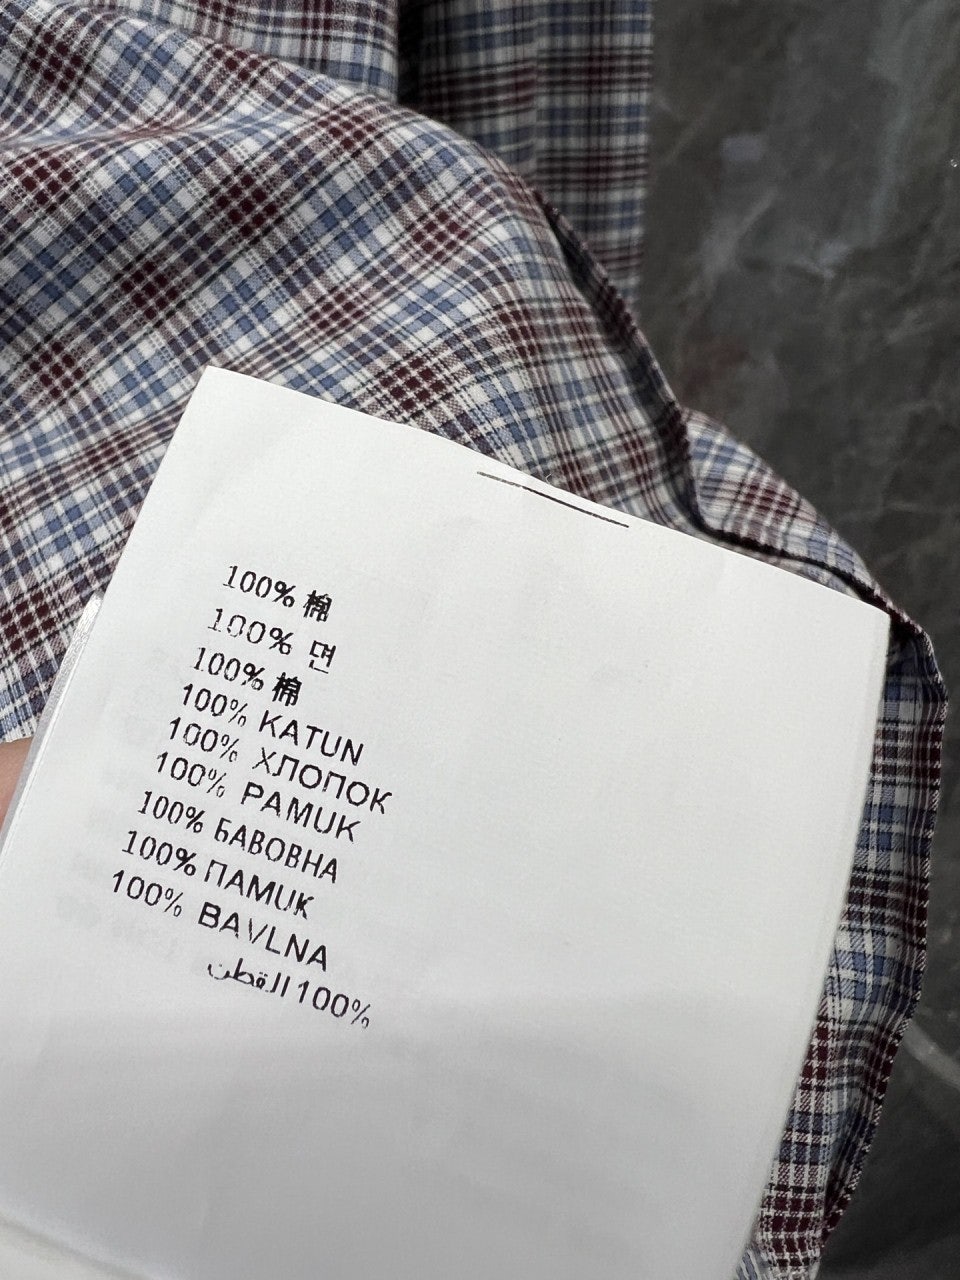 100% 棉
100% 면
100% 棉
100% KATUN
100% ХЛОПОК
100% PAMUK
100% БАВОВНА
100% ПАМUК
100% BAVLNA
100% القطن